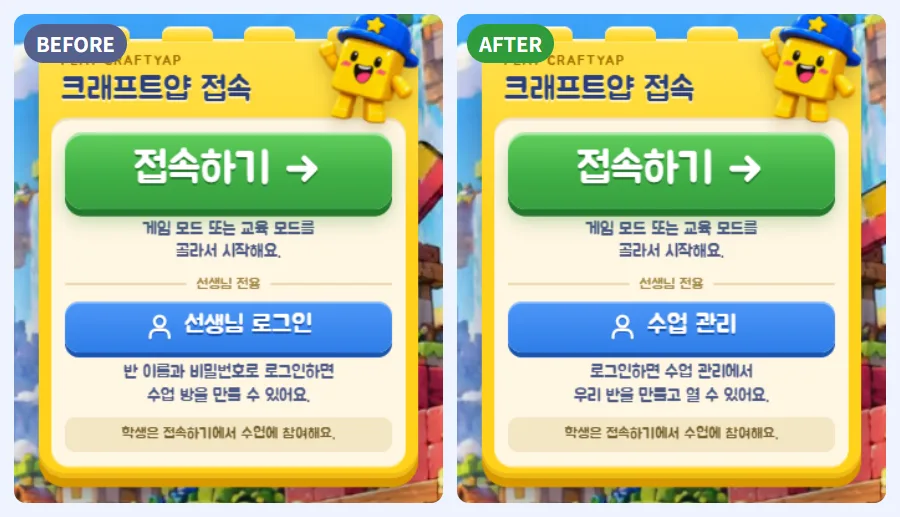 BEFORE
PLAY CRAFTYAP
크래프트얍 접속
접속하기 →
게임 모드 또는 교육 모드를
골라서 시작해요.
선생님 전용
선생님 로그인
반 이름과 비밀번호로 로그인하면
수업 방을 만들 수 있어요.
학생은 접속하기에서 수업에 참여해요.
AFTER
PLAY CRAFTYAP
크래프트얍 접속
접속하기 →
게임 모드 또는 교육 모드를
골라서 시작해요.
선생님 전용
수업 관리
로그인하면 수업 관리에서
우리 반을 만들고 열 수 있어요.
학생은 접속하기에서 수업에 참여해요.